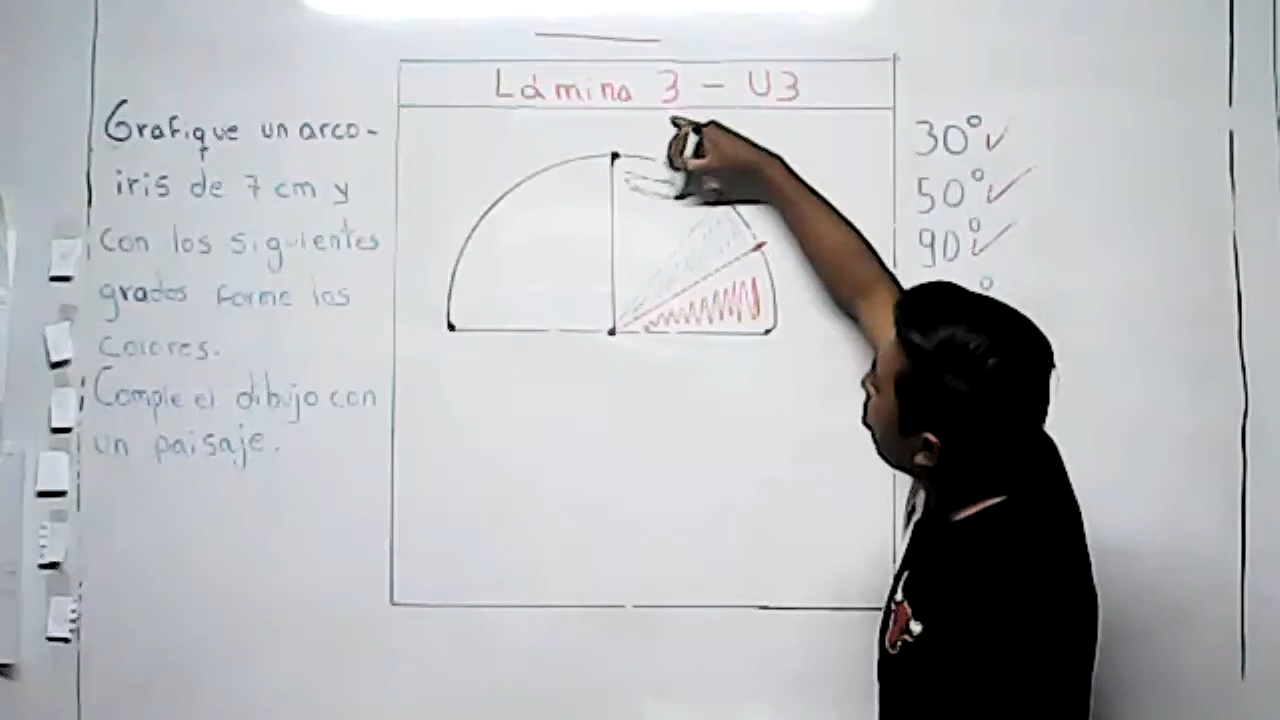 Lámina 3 - U3
Grafique un arco-
iris de 7 cm y
con los siguientes
grados forme los
colores.
Comple el dibujo con
un paisaje.
30°✓
50°✓
90°✓
°